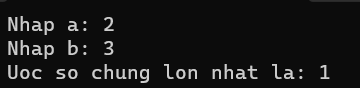 Nhap a: 2
Nhap b: 3
Uoc so chung lon nhat la: 1